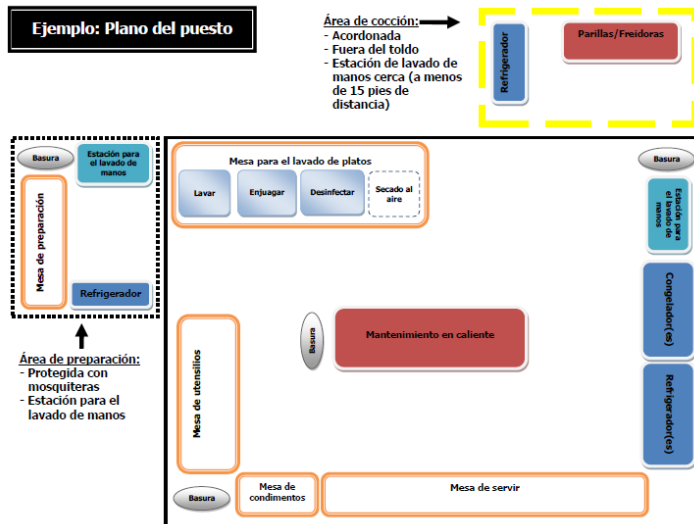 Ejemplo: Plano del puesto
Área de cocción:
- Acordonada
- Fuera del toldo
- Estación de lavado de
manos cerca (a menos
de 15 pies de
distancia)
Refrigerador
Parillas/Freidoras
Basura
Estación para
el lavado de
manos
Mesa de preparación
Refrigerador
Área de preparación:
- Protegida con
mosquiteras
- Estación para el
lavado de manos
Mesa para el lavado de platos
Lavar
Enjuagar
Desinfectar
Secado al
aire
Basura
Estación para
el lavado de
manos
Congelador(es)
Refrigerador(es)
Basura
Mantenimiento en caliente
Mesa de utensilios
Basura
Mesa de
condimentos
Mesa de servir